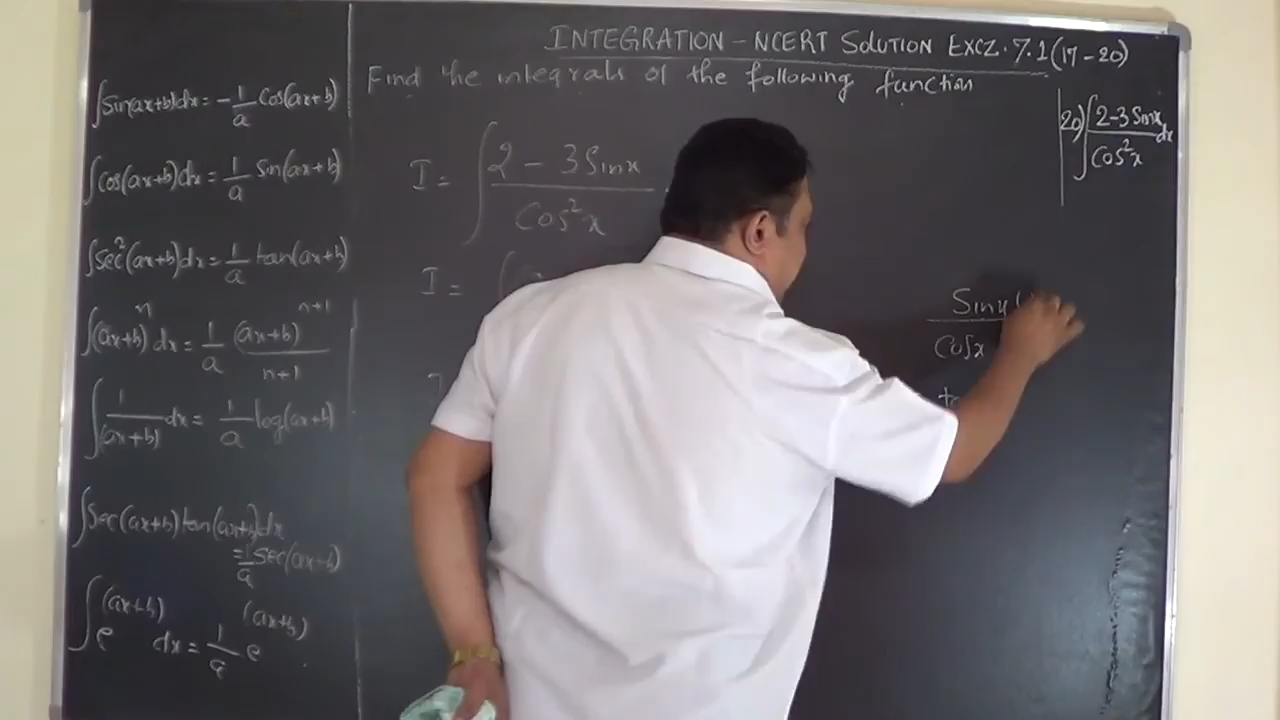 INTEGRATION - NCERT SOLUTION EXCZ. 7.1 (17 - 20)
Find the integrals of the following function
∫Sin(ax+b)dx = -1/a Cos(ax+b)
∫Cos(ax+b)dx = 1/a Sin(ax+b)
∫Sec²(ax+b)dx = 1/a tan(ax+b)
∫(ax+b)ⁿ dx = 1/a (ax+b)ⁿ⁺¹/n+1
∫1/(ax+b) dx = 1/a log(ax+b)
∫Sec(ax+b)tan(ax+b)dx
= 1/a Sec(ax+b)
∫e^(ax+b) dx = 1/a e^(ax+b)
I = ∫2 - 3Sinx/Cos²x
I = ∫
Sinx
Cosx
20) ∫2-3Sinx/Cos²x dx